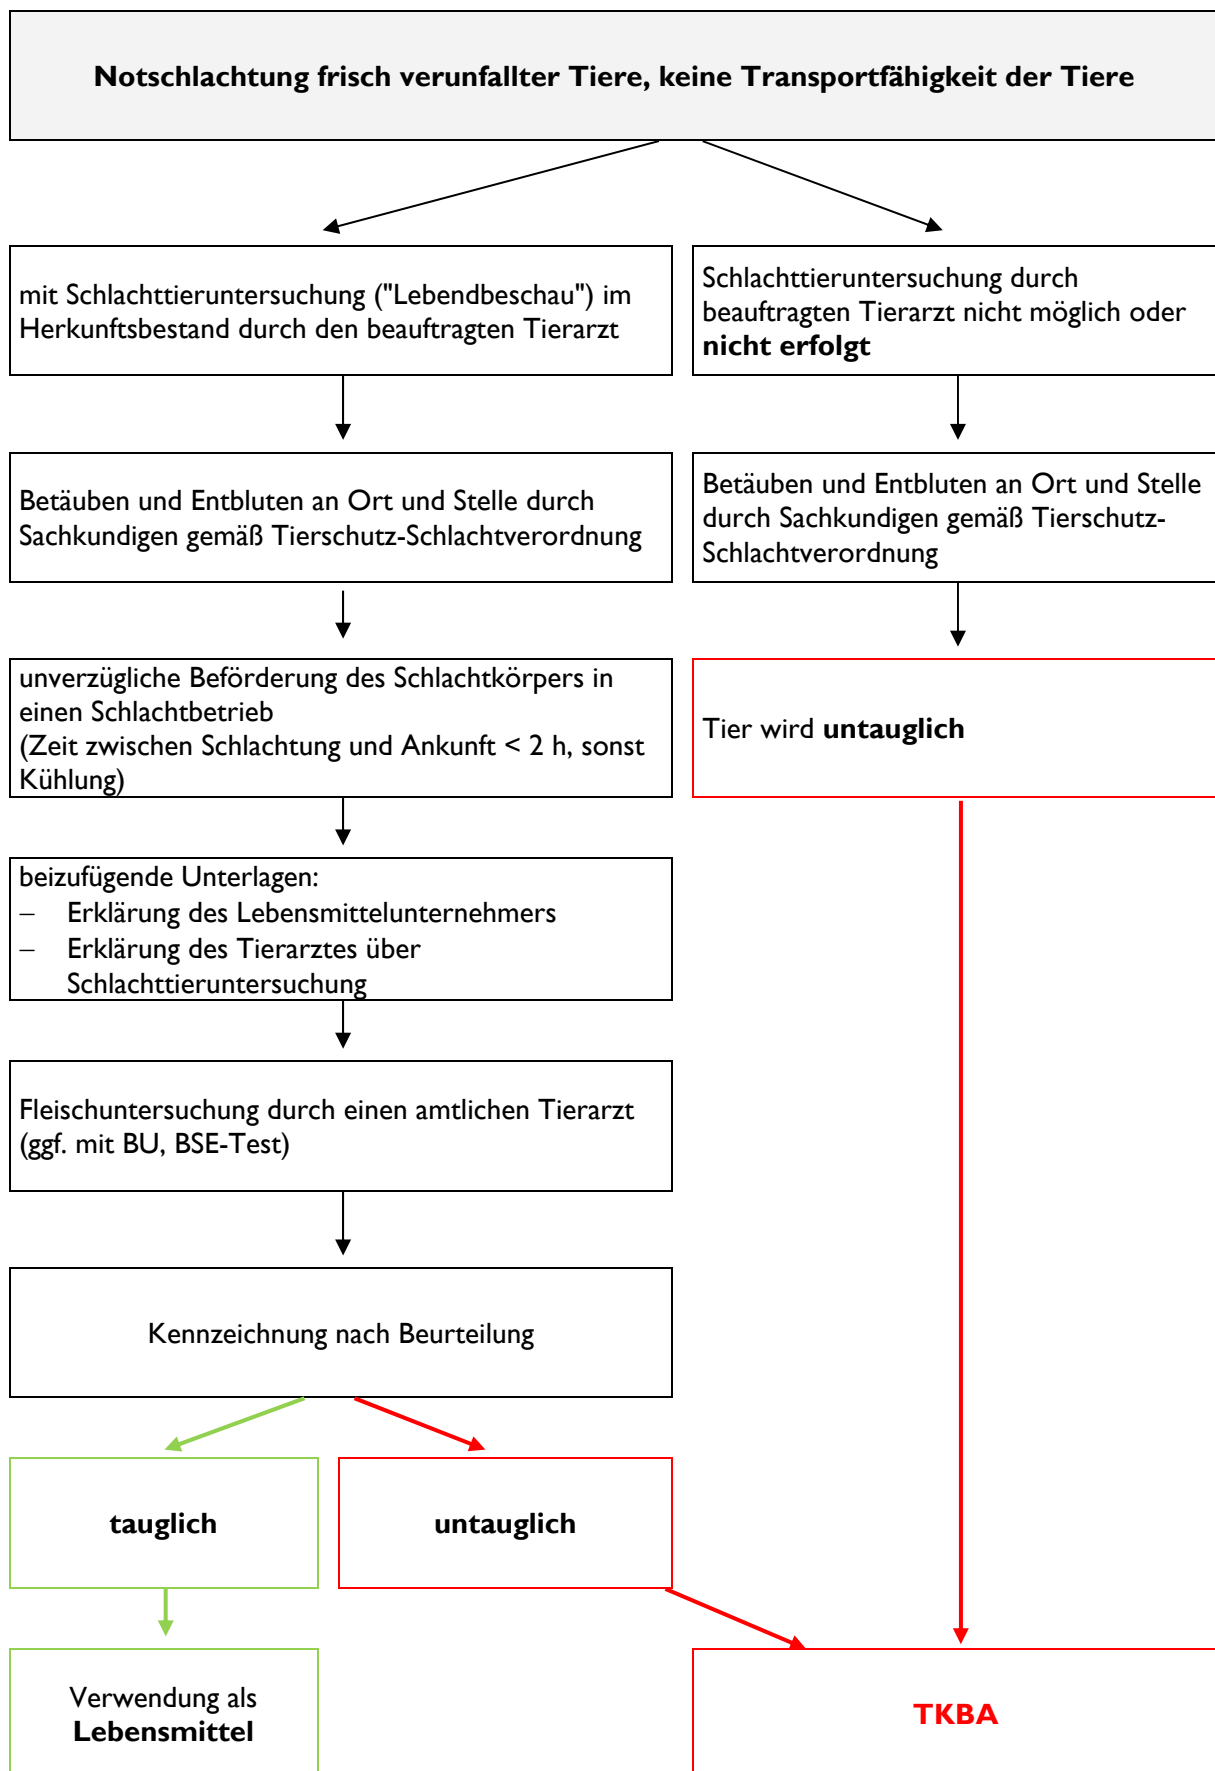 Notschlachtung frisch verunfallter Tiere, keine Transportfähigkeit der Tiere
mit Schlachttieruntersuchung ("Lebendbeschau") im
Herkunftsbestand durch den beauftragten Tierarzt
Schlachttieruntersuchung durch
beauftragten Tierarzt nicht möglich oder
nicht erfolgt
Betäuben und Entbluten an Ort und Stelle durch
Sachkundigen gemäß Tierschutz-Schlachtverordnung
Betäuben und Entbluten an Ort und Stelle
durch Sachkundigen gemäß Tierschutz-
Schlachtverordnung
unverzügliche Beförderung des Schlachtkörpers in
einen Schlachtbetrieb
(Zeit zwischen Schlachtung und Ankunft < 2 h, sonst
Kühlung)
Tier wird untauglich
beizufügende Unterlagen:
– Erklärung des Lebensmittelunternehmers
– Erklärung des Tierarztes über
Schlachttieruntersuchung
Fleischuntersuchung durch einen amtlichen Tierarzt
(ggf. mit BU, BSE-Test)
Kennzeichnung nach Beurteilung
tauglich
untauglich
Verwendung als
Lebensmittel
TKBA